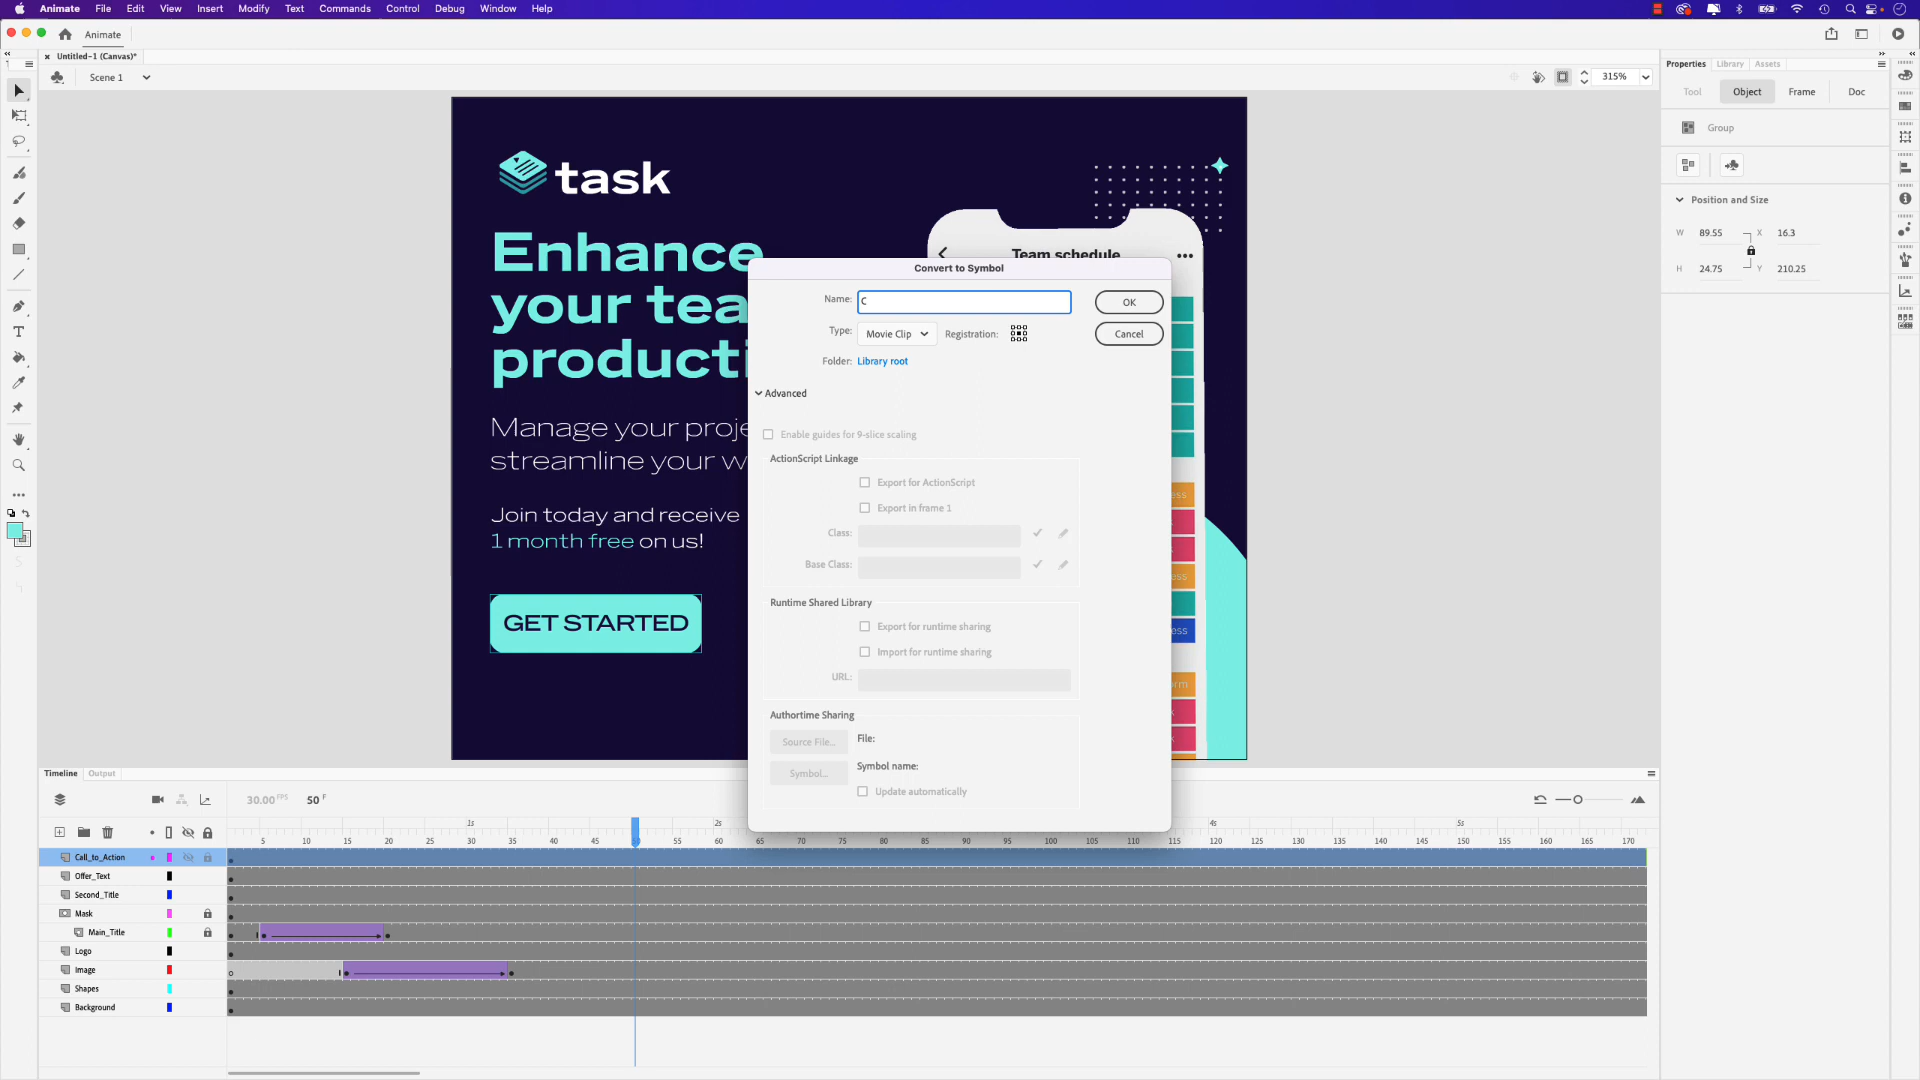 Animate File Edit View Insert Modify Text Commands Control Debug Window Help
Animate
Untitled-1 (Canvas)*
Scene 1
315%
Properties Library Assets
Tool Object Frame Doc
Group
Position and Size
W 89.55 X 16.3
H 24.75 Y 210.25
task
Enhance
your tea
producti
Manage your proje
streamline your w
Join today and receive
1 month free on us!
GET STARTED
Team schedule
ess
ess
ess
orm
Convert to Symbol
Name: C
OK
Type: Movie Clip Registration:
Cancel
Folder: Library root
Advanced
Enable guides for 9-slice scaling
ActionScript Linkage
Export for ActionScript
Export in frame 1
Class:
Base Class:
Runtime Shared Library
Export for runtime sharing
Import for runtime sharing
URL:
Authortime Sharing
Source File... File:
Symbol... Symbol name:
Update automatically
Timeline Output
30.00 FPS 50 F
1s 2s 4s 5s
5 10 15 20 25 30 35 40 45 50 55 60 65 70 75 80 85 90 95 100 105 110 115 120 125 130 135 140 145 150 155 160 165 170
Call_to_Action
Offer_Text
Second_Title
Mask
Main_Title
Logo
Image
Shapes
Background